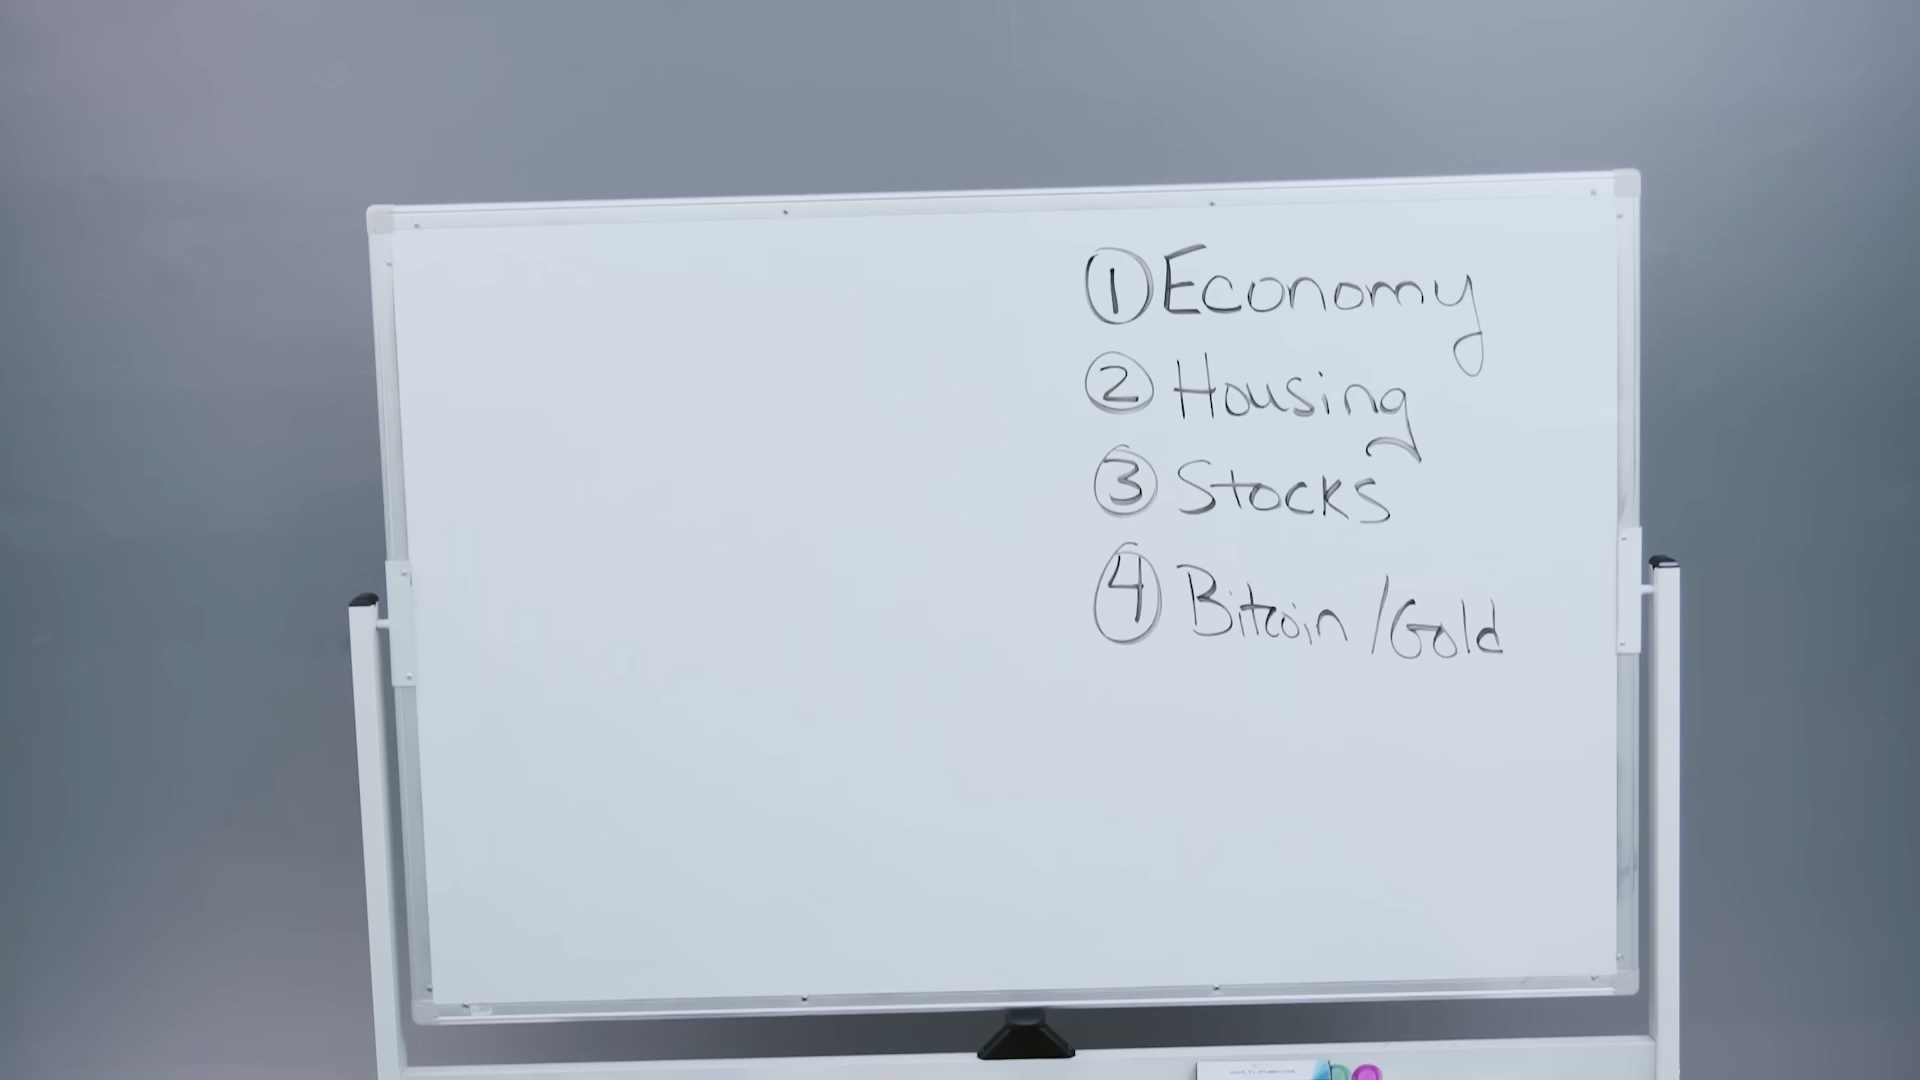 ① Economy
② Housing
③ Stocks
④ Bitcoin/Gold